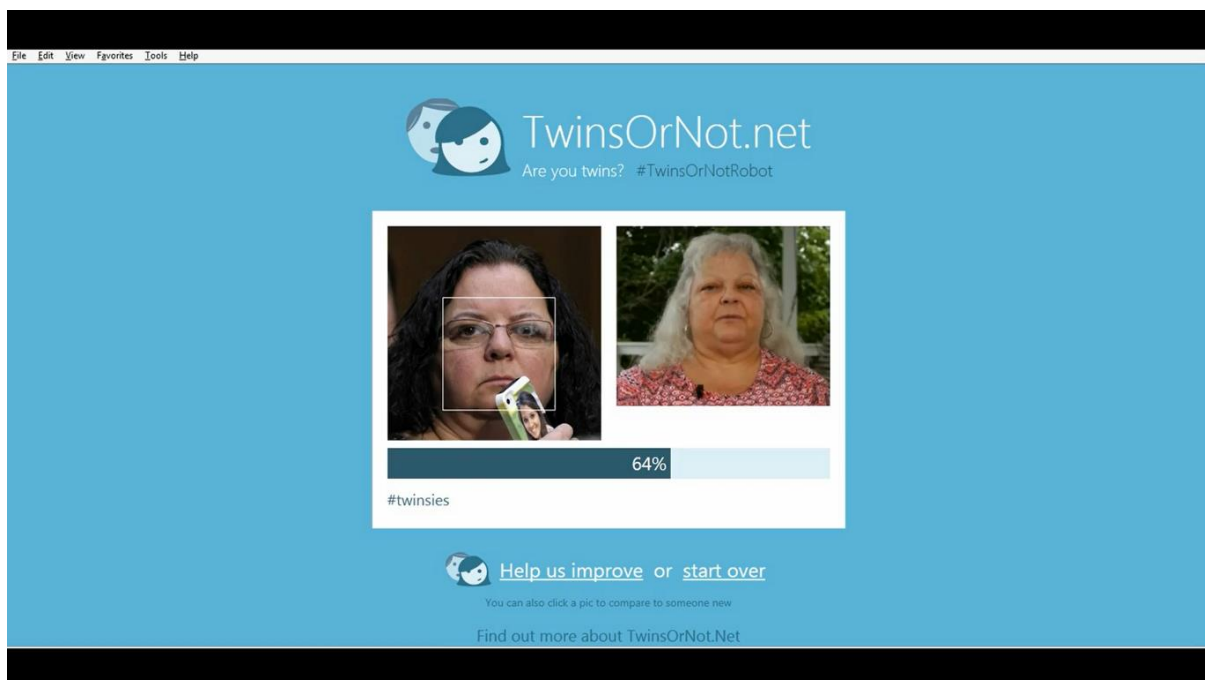 File Edit View Favorites Tools Help
TwinsOrNot.net
Are you twins? #TwinsOrNotRobot
64%
#twinsies
Help us improve or start over
You can also click a pic to compare to someone new
Find out more about TwinsOrNot.Net